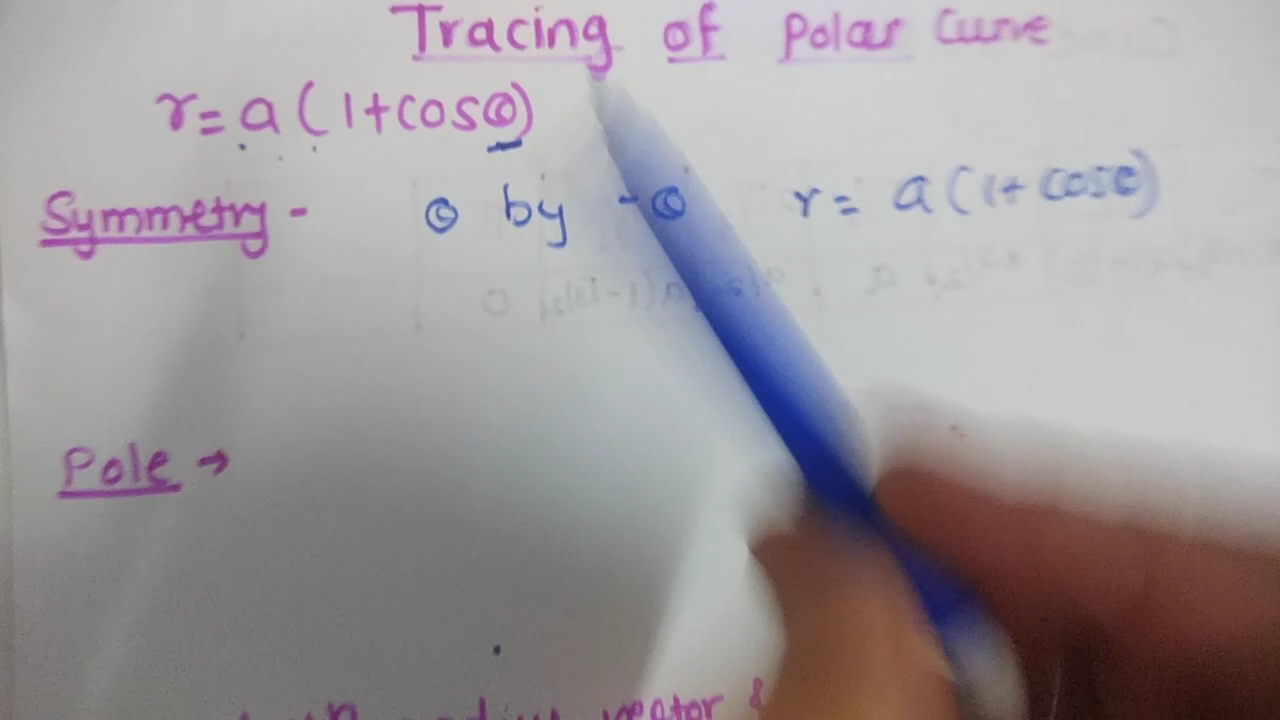 Tracing of Polar Curve
r = a ( 1 + cosθ )
Symmetry - θ by - θ r = a ( 1 + cosθ )
Pole →